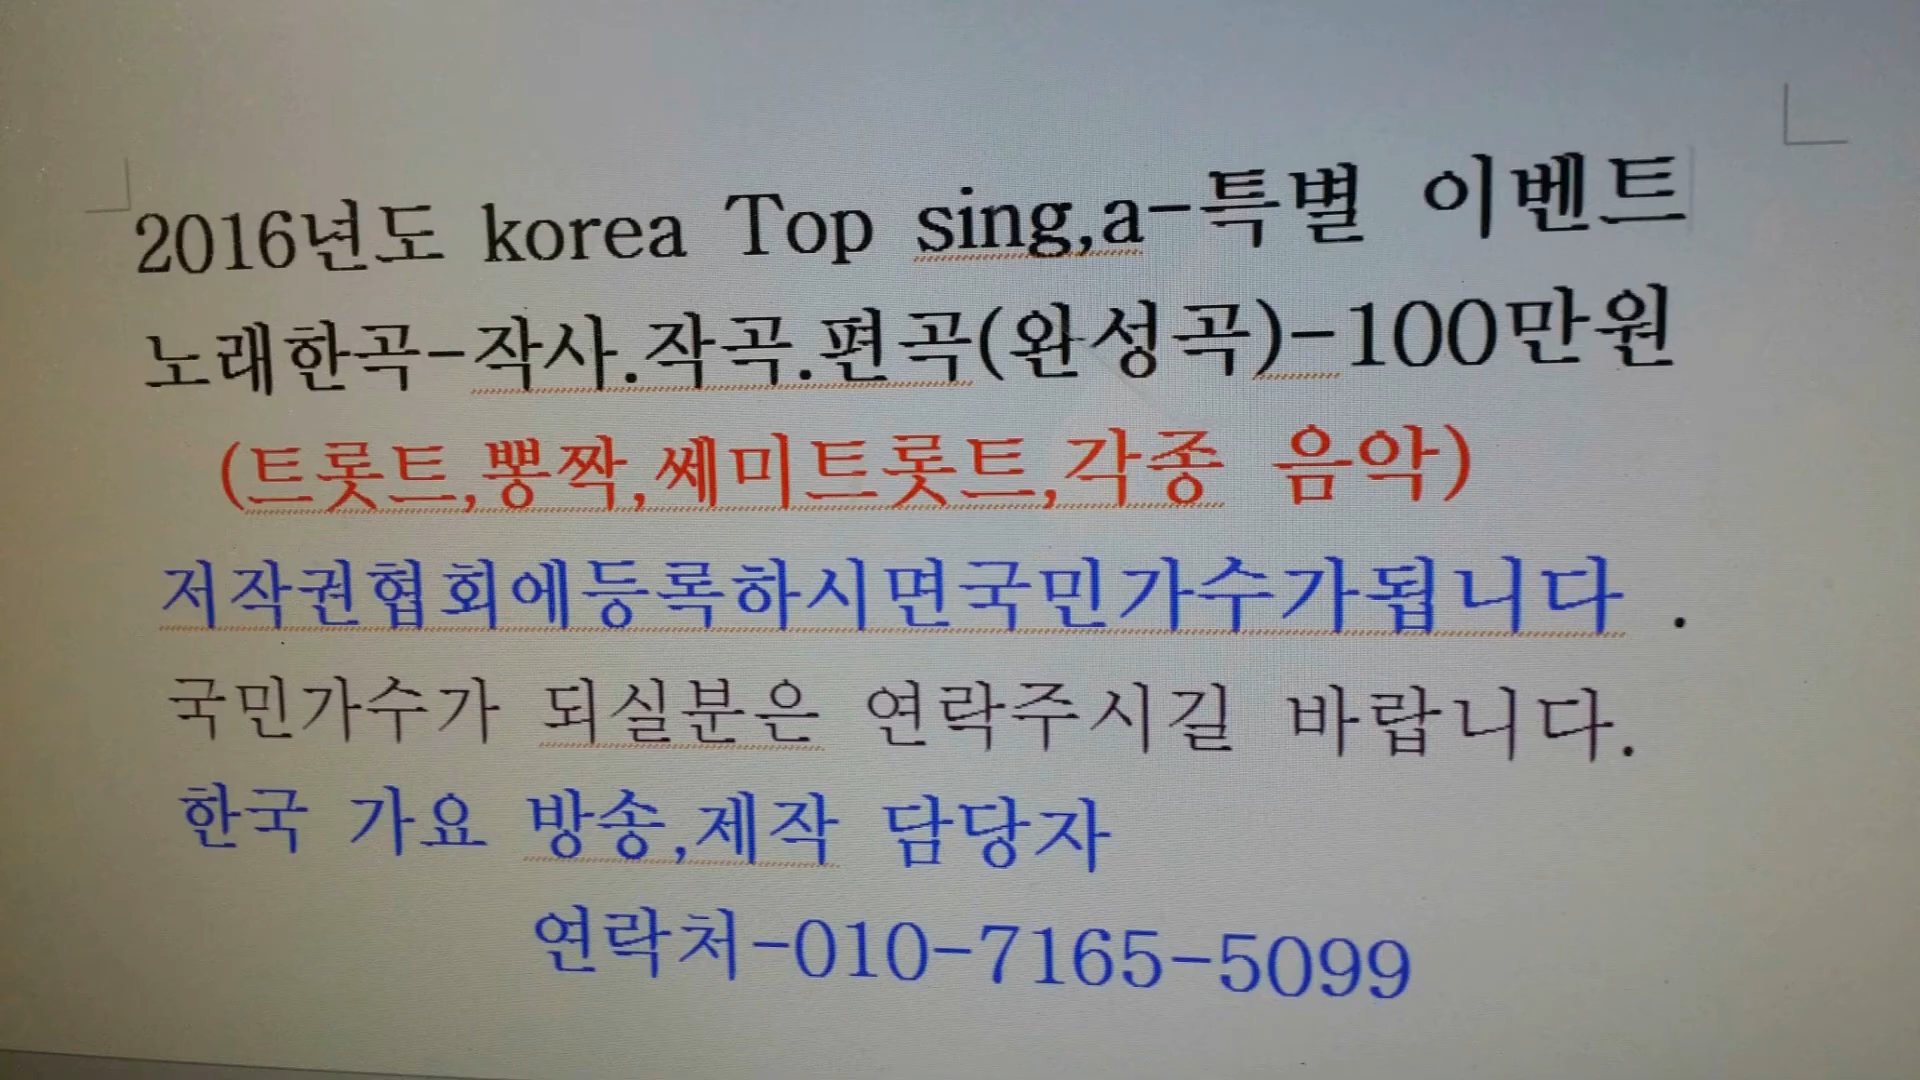 2016년도 korea Top sing,a-특별 이벤트
노래한곡-작사.작곡.편곡(완성곡)-100만원
(트롯트,뽕짝,쎄미트롯트,각종 음악)
저작권협회에등록하시면국민가수가됩니다 .
국민가수가 되실분은 연락주시길 바랍니다.
한국 가요 방송,제작 담당자
연락처-010-7165-5099